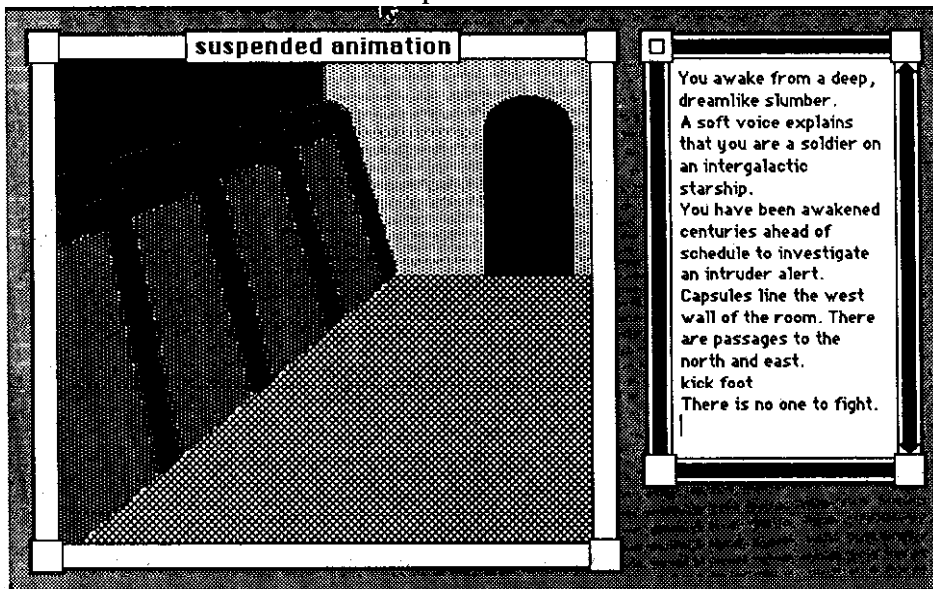 suspended animation
You awake from a deep,
dreamlike slumber.
A soft voice explains
that you are a soldier on
an intergalactic
starship.
You have been awakened
centuries ahead of
schedule to investigate
an intruder alert.
Capsules line the west
wall of the room. There
are passages to the
north and east.
kick foot
There is no one to fight.